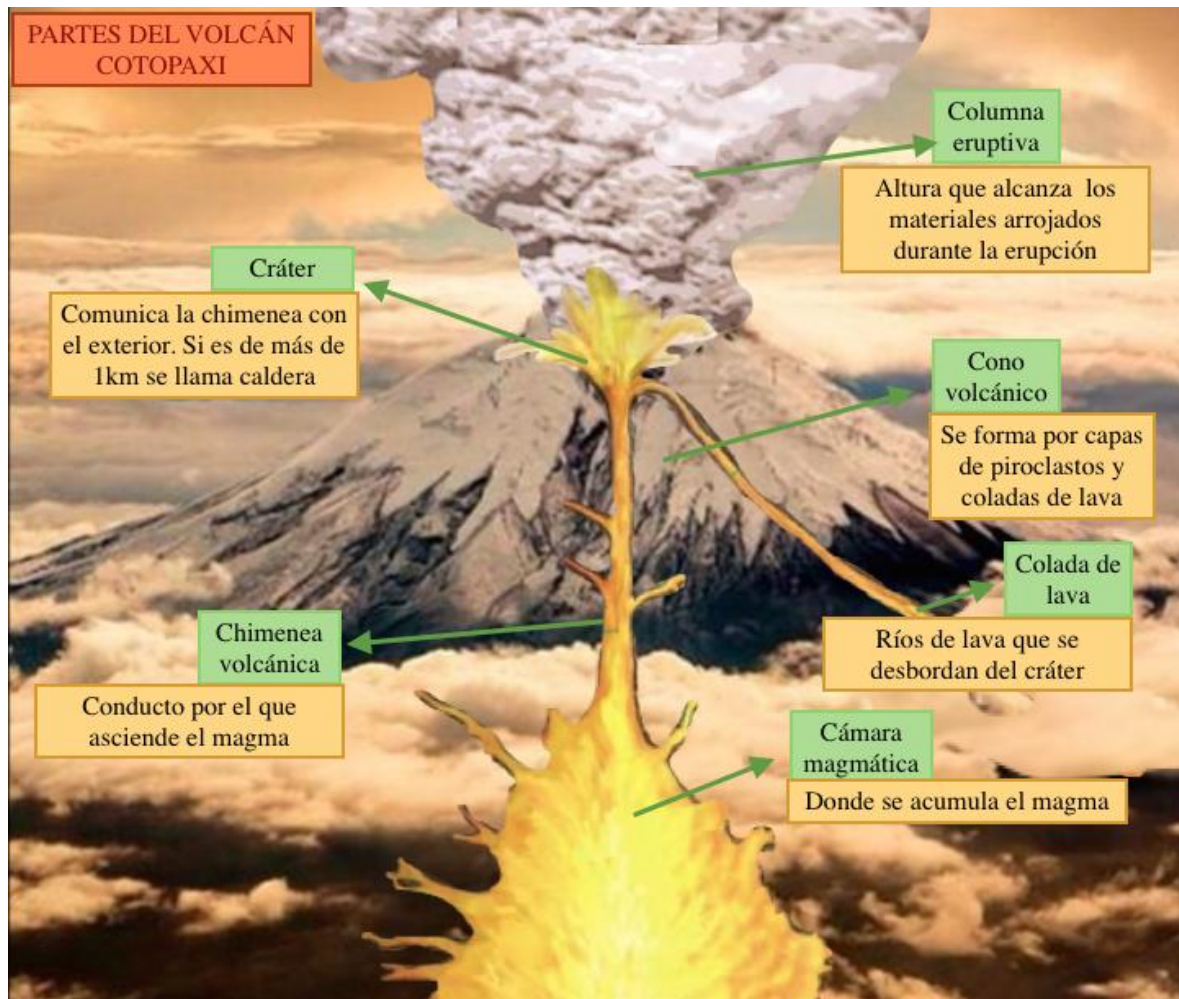 PARTES DEL VOLCÁN
COTOPAXI
Columna
eruptiva
Altura que alcanza los
materiales arrojados
durante la erupción
Cráter
Comunica la chimenea con
el exterior. Si es de más de
1km se llama caldera
Cono
volcánico
Se forma por capas
de piroclastos y
coladas de lava
Colada de
lava
Ríos de lava que se
desbordan del cráter
Chimenea
volcánica
Conducto por el que
asciende el magma
Cámara
magmática
Donde se acumula el magma